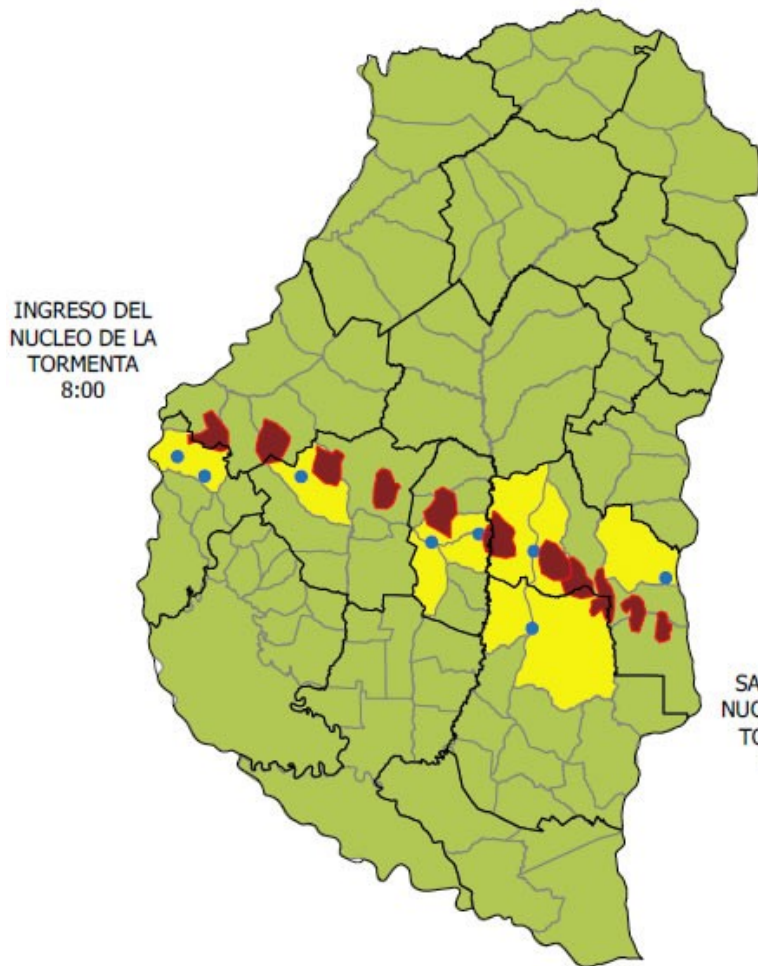 INGRESO DEL
NUCLEO DE LA
TORMENTA
8:00
SA
NUC
TO